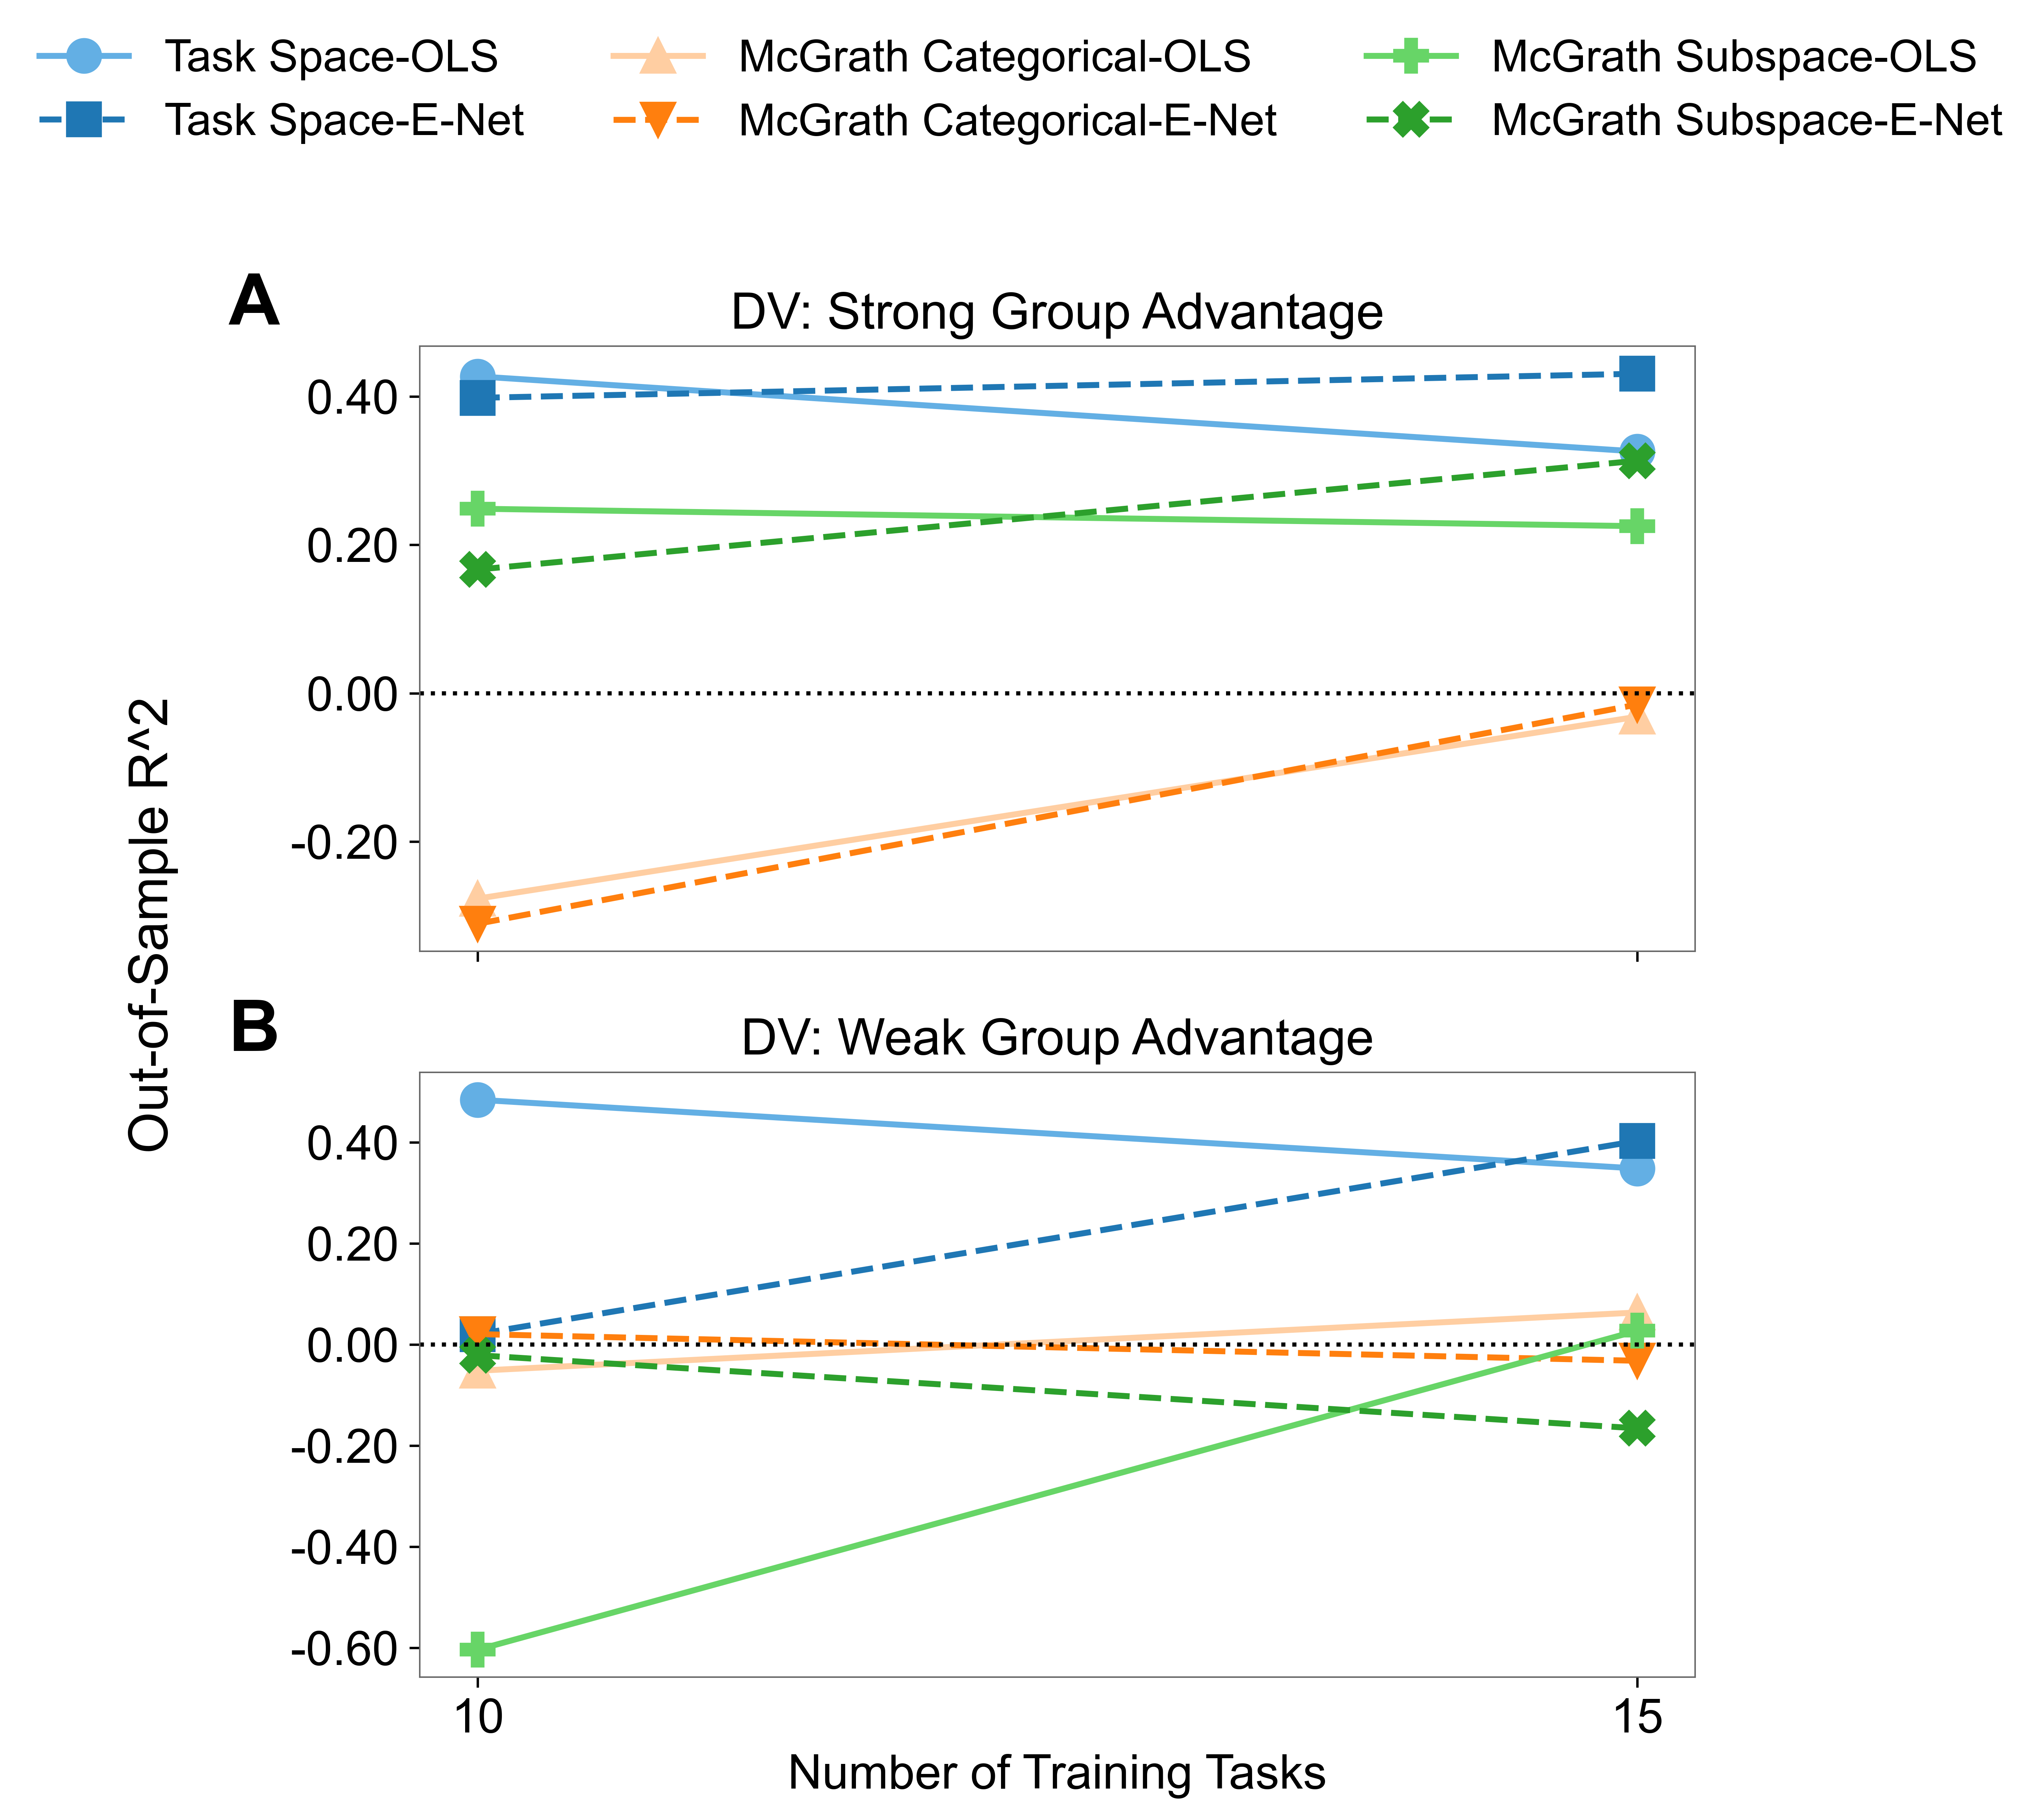 Task Space-OLS
McGrath Categorical-OLS
McGrath Subspace-OLS
Task Space-E-Net
McGrath Categorical-E-Net
McGrath Subspace-E-Net
A
DV: Strong Group Advantage
0.40
0.20
0.00
-0.20
Out-of-Sample R^2
B
DV: Weak Group Advantage
0.40
0.20
0.00
-0.20
-0.40
-0.60
10
15
Number of Training Tasks